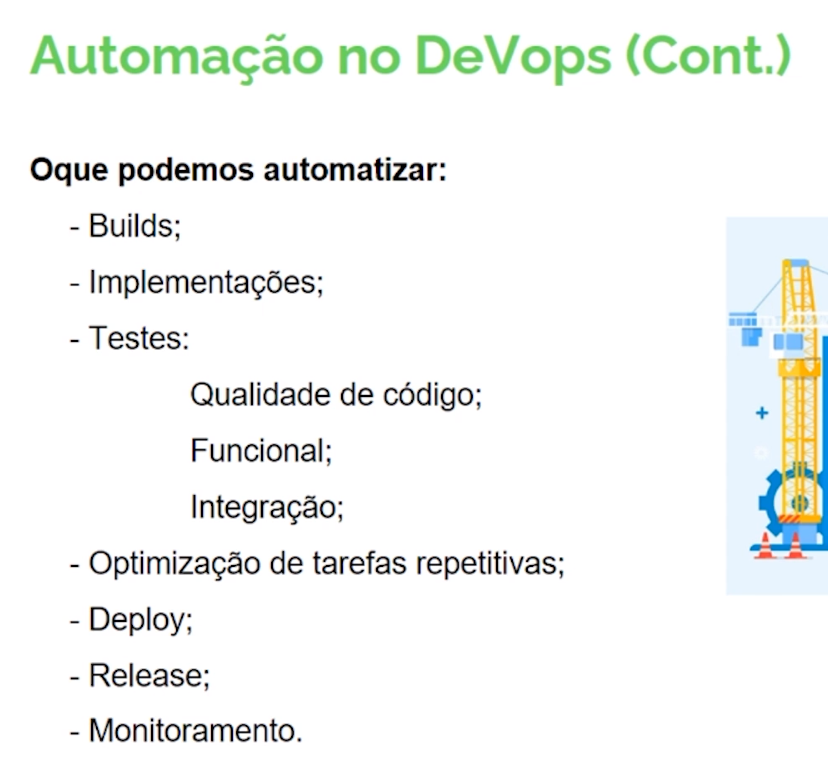 Automação no DeVops (Cont.)
Oque podemos automatizar:
- Builds;
- Implementações;
- Testes:
Qualidade de código;
Funcional;
Integração;
- Optimização de tarefas repetitivas;
- Deploy;
- Release;
- Monitoramento.